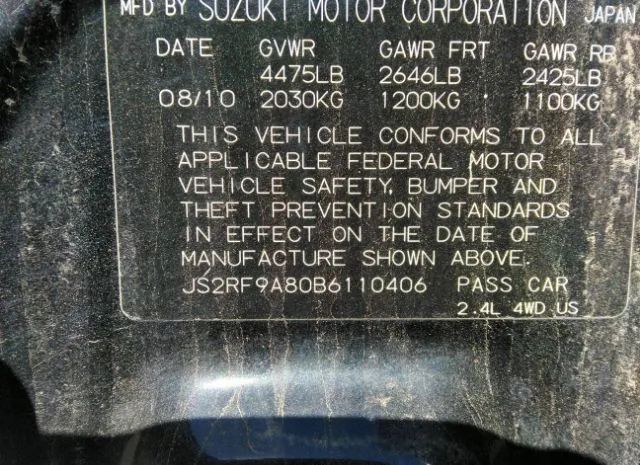 MFD BY SUZUKI MOTOR CORPORATION JAPAN
DATE GVWR GAWR FRT GAWR RR
4475LB 2646LB 2425LB
08/10 2030KG 1200KG 1100KG
THIS VEHICLE CONFORMS TO ALL
APPLICABLE FEDERAL MOTOR
VEHICLE SAFETY, BUMPER AND
THEFT PREVENTION STANDARDS
IN EFFECT ON THE DATE OF
MANUFACTURE SHOWN ABOVE.
JS2RF9A80B6110406 PASS CAR
2.4L 4WD US